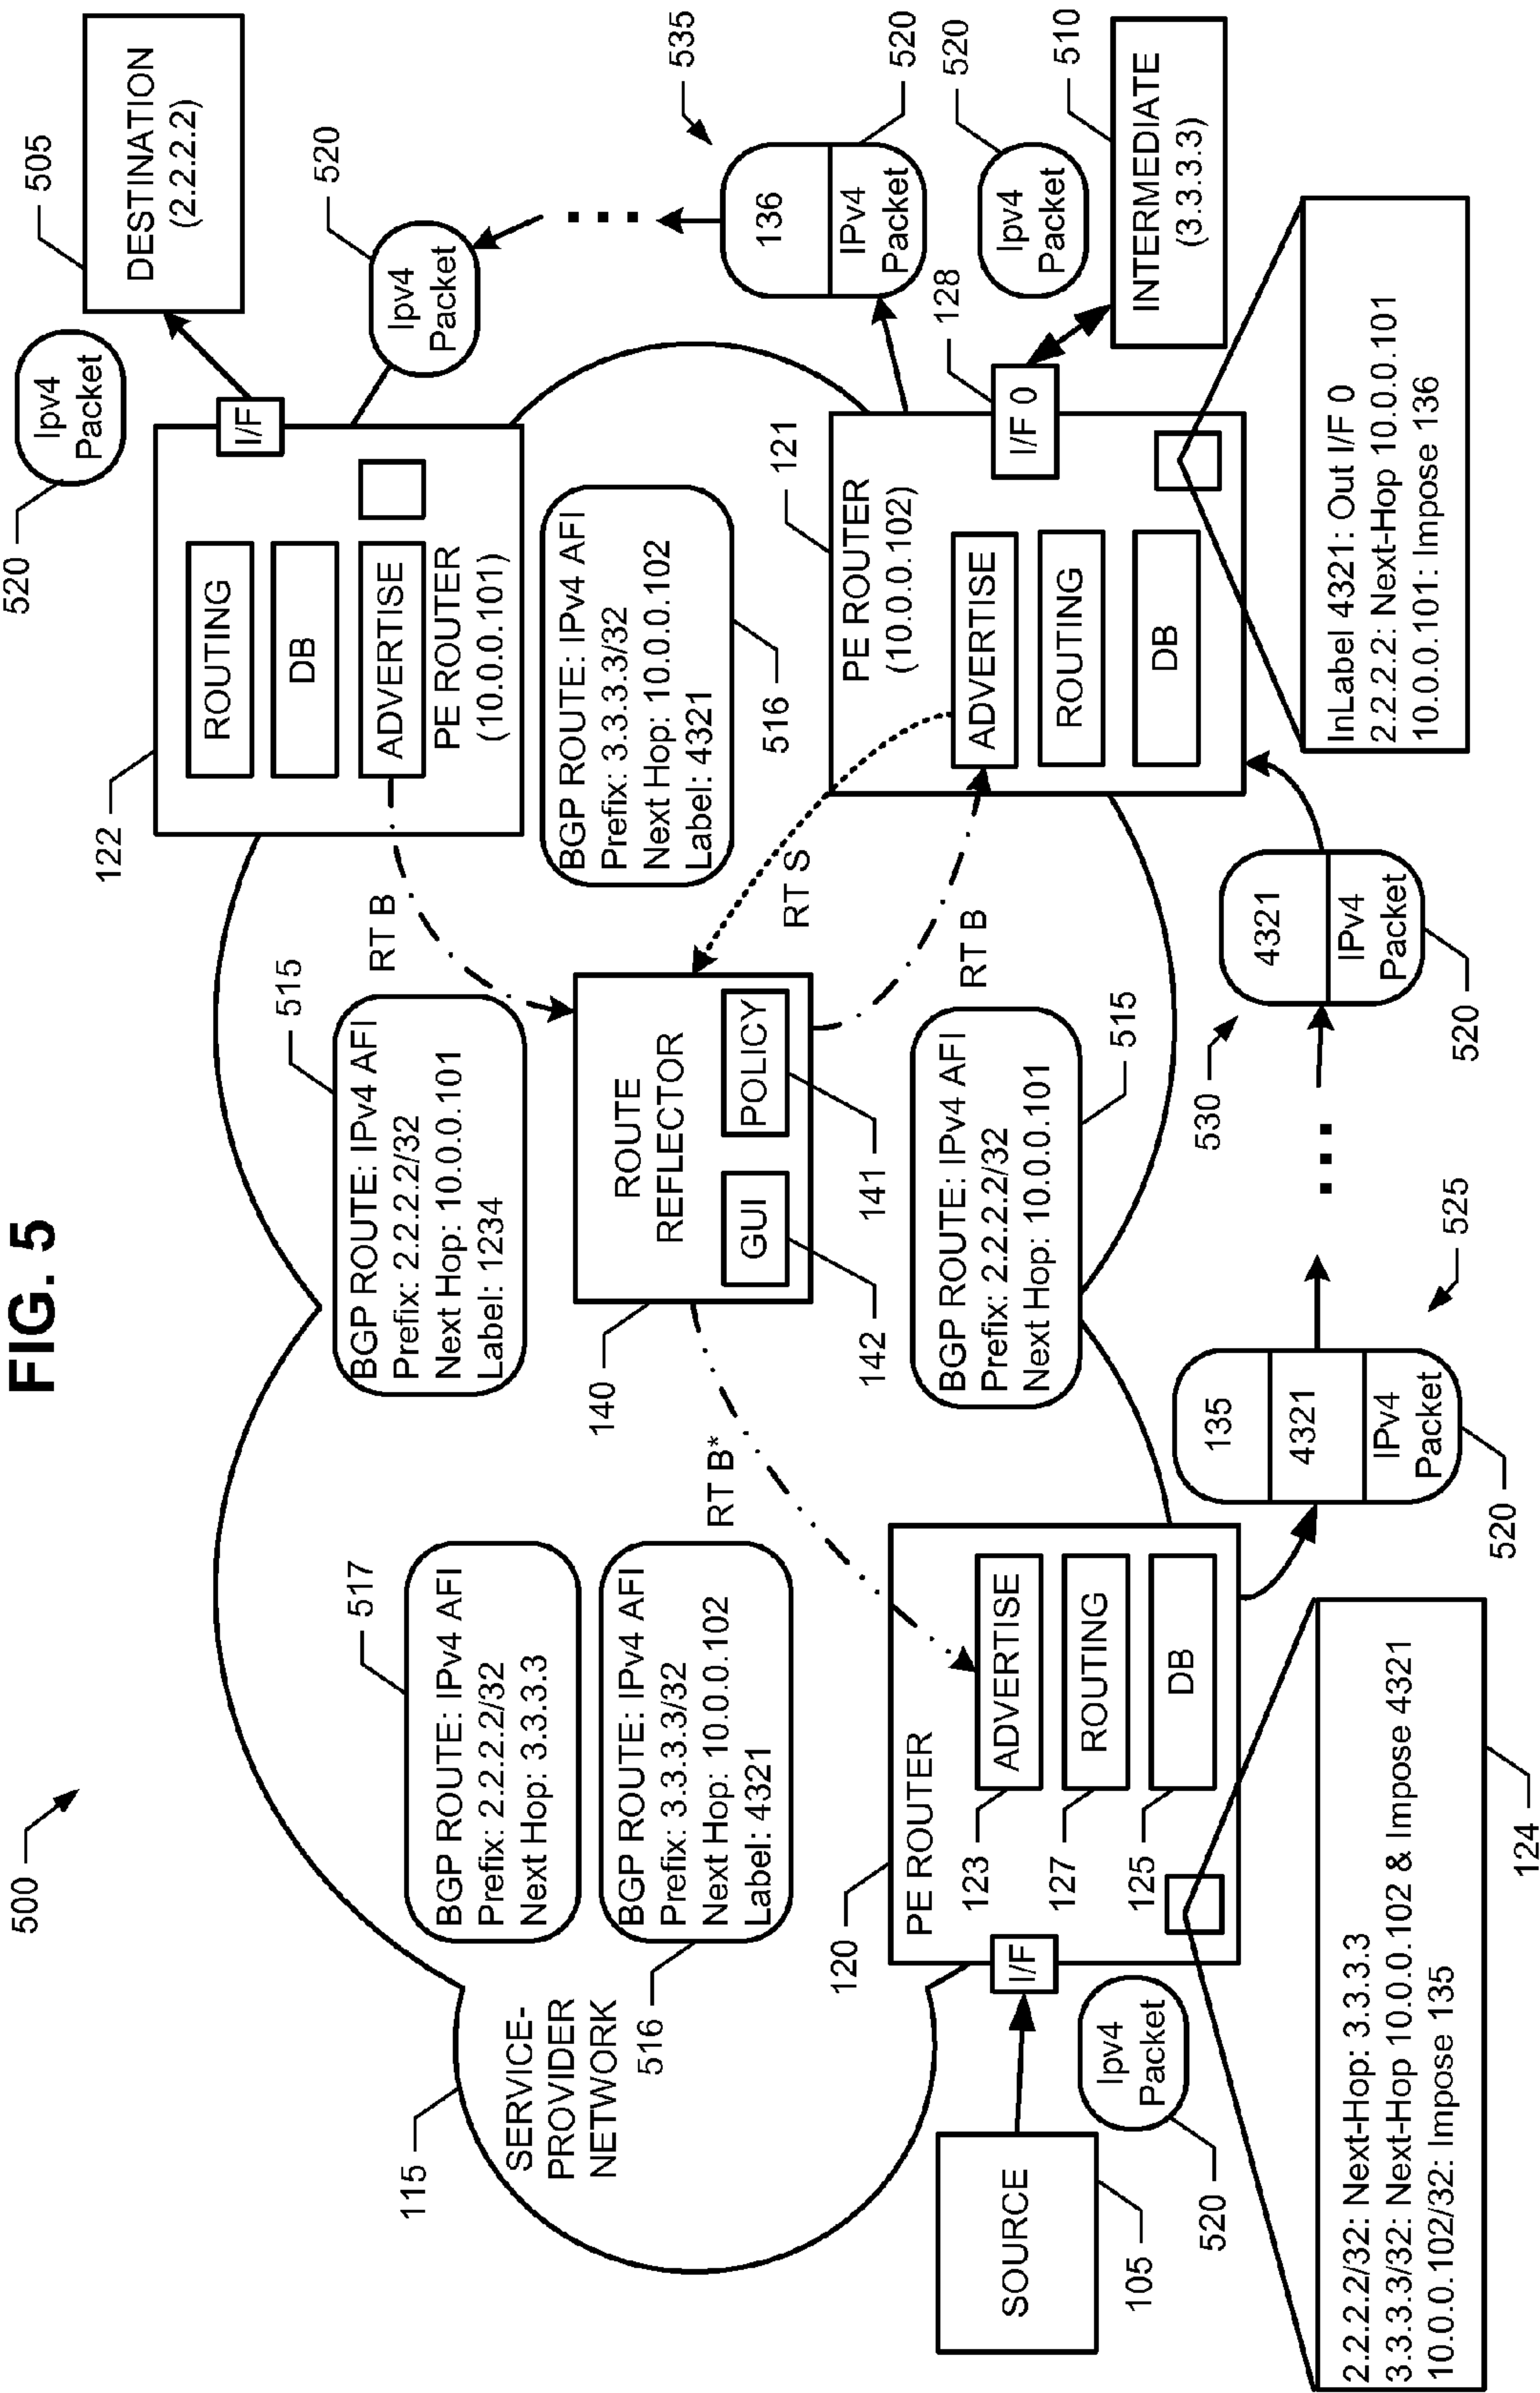 FIG. 5
500
115
SERVICE-
PROVIDER
NETWORK
517
BGP ROUTE: IPv4 AFI
Prefix: 2.2.2.2/32
Next Hop: 3.3.3.3
516
BGP ROUTE: IPv4 AFI
Prefix: 3.3.3.3/32
Next Hop: 10.0.0.102
Label: 4321
RT B*
515
BGP ROUTE: IPv4 AFI
Prefix: 2.2.2.2/32
Next Hop: 10.0.0.101
Label: 1234
RT B
140
ROUTE
REFLECTOR
GUI
POLICY
142
141
RT S
RT B
515
BGP ROUTE: IPv4 AFI
Prefix: 2.2.2.2/32
Next Hop: 10.0.0.101
122
ROUTING
DB
ADVERTISE
PE ROUTER
(10.0.0.101)
I/F
520
Ipv4
Packet
505
DESTINATION
(2.2.2.2)
520
Ipv4
Packet
BGP ROUTE: IPv4 AFI
Prefix: 3.3.3.3/32
Next Hop: 10.0.0.102
Label: 4321
516
535
136
IPv4
Packet
520
121
PE ROUTER
(10.0.0.102)
ADVERTISE
ROUTING
DB
128
I/F 0
Ipv4
Packet
520
510
INTERMEDIATE
(3.3.3.3)
InLabel 4321: Out I/F 0
2.2.2.2: Next-Hop 10.0.0.101
10.0.0.101: Impose 136
SOURCE
105
Ipv4
Packet
520
120
PE ROUTER
I/F
ADVERTISE
123
ROUTING
127
DB
125
525
135
4321
IPv4
Packet
520
530
4321
IPv4
Packet
520
2.2.2.2/32: Next-Hop: 3.3.3.3
3.3.3.3/32: Next-Hop 10.0.0.102 & Impose 4321
10.0.0.102/32: Impose 135
124